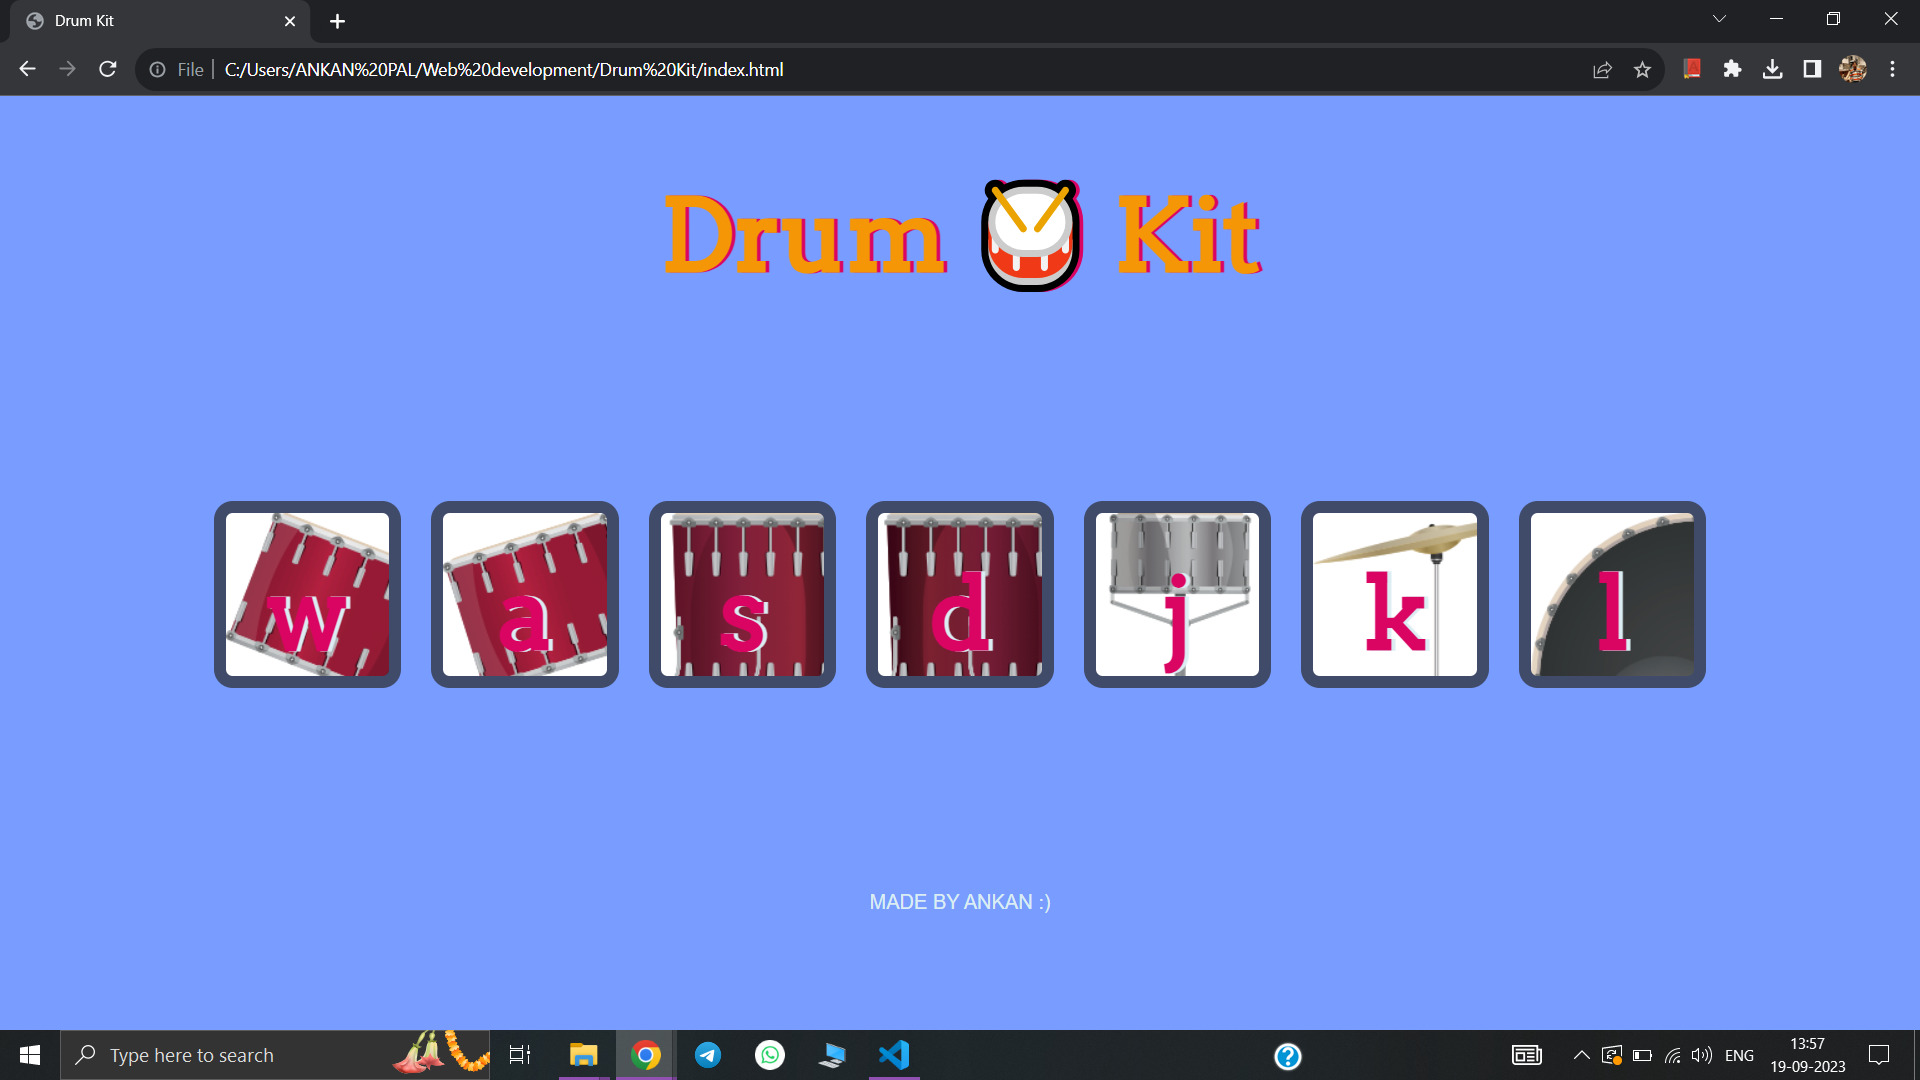 Drum Kit
File
C:/Users/ANKAN%20PAL/Web%20development/Drum%20Kit/index.html
Drum 🥁 Kit
w a s d j k l
MADE BY ANKAN :)
Type here to search
ENG
13:57
19-09-2023